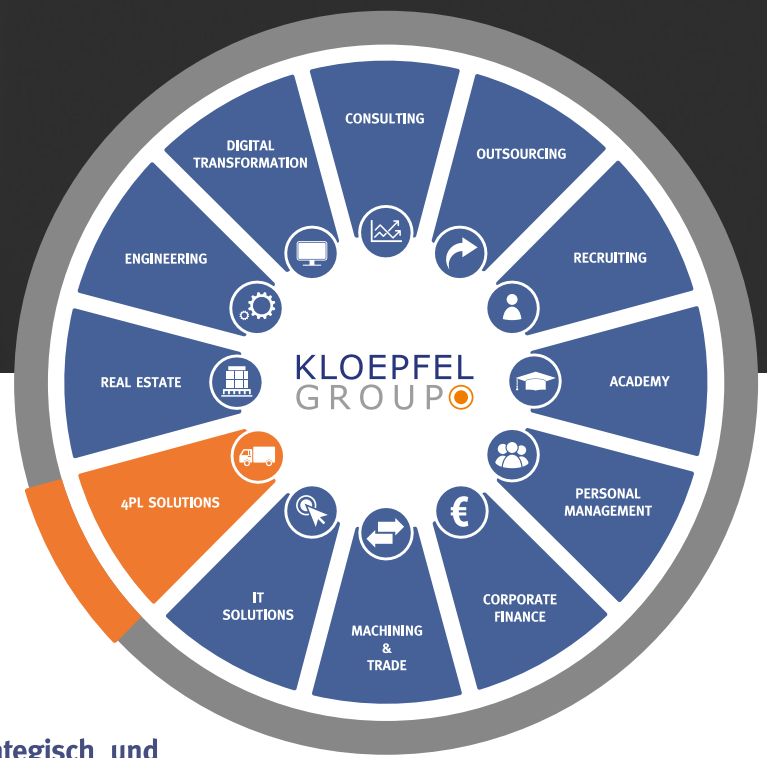 CONSULTING
OUTSOURCING
RECRUITING
ACADEMY
PERSONAL
MANAGEMENT
CORPORATE
FINANCE
MACHINING
&
TRADE
IT
SOLUTIONS
4PL SOLUTIONS
REAL ESTATE
ENGINEERING
DIGITAL
TRANSFORMATION
KLOEPFEL
GROUP
€
und